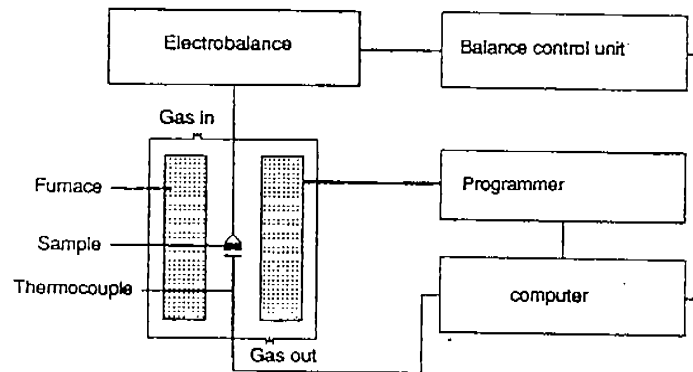 Electrobalance
Balance control unit
Gas in
Furnace
Programmer
Sample
Thermocouple
computer
Gas out